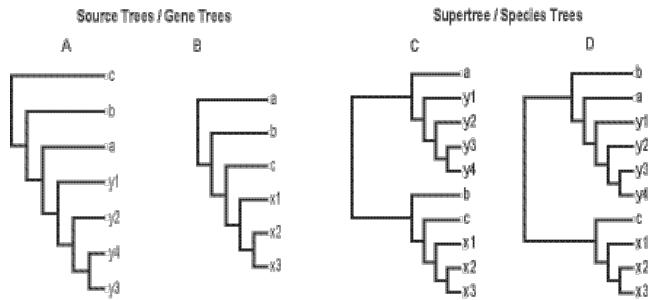 Source Trees / Gene Trees
Supertree / Species Trees
A
B
C
D
c
b
a
y1
y2
y4
y3
a
b
c
x1
x2
x3
a
y1
y2
y3
y4
b
c
x1
x2
x3
b
a
y1
y2
y3
y4
c
x1
x2
x3